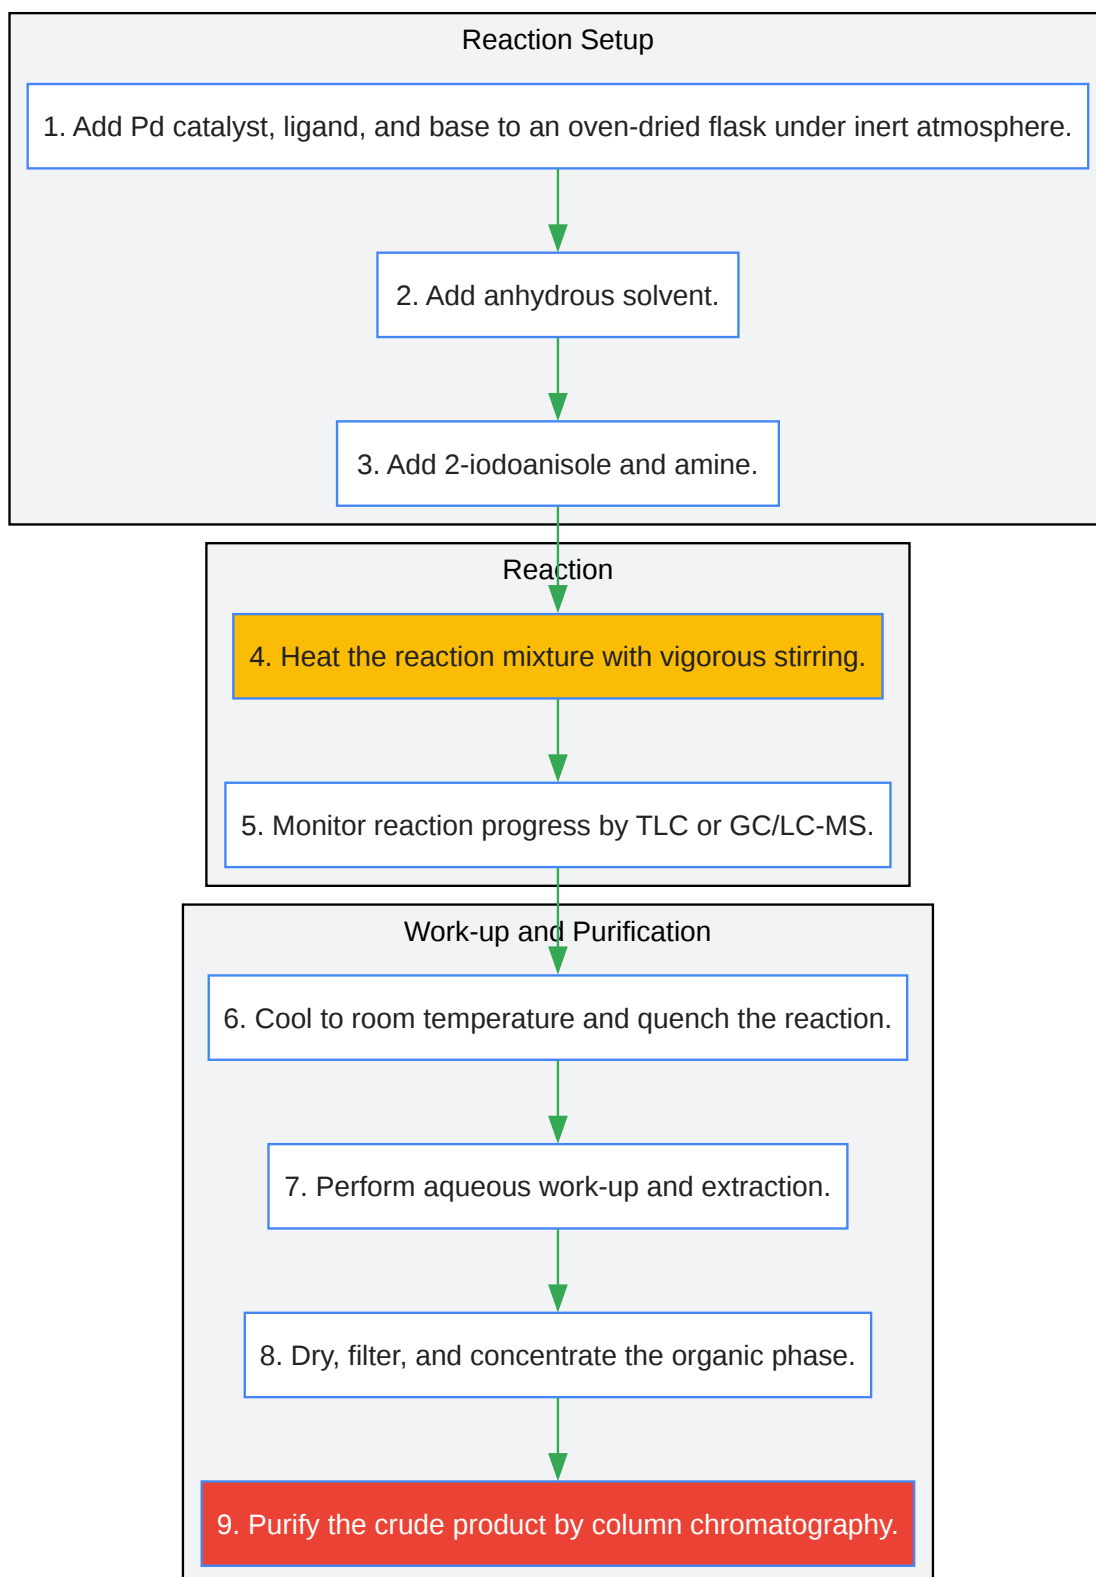 Reaction Setup
1. Add Pd catalyst, ligand, and base to an oven-dried flask under inert atmosphere.
2. Add anhydrous solvent.
3. Add 2-iodoanisole and amine.
Reaction
4. Heat the reaction mixture with vigorous stirring.
5. Monitor reaction progress by TLC or GC/LC-MS.
Work-up and Purification
6. Cool to room temperature and quench the reaction.
7. Perform aqueous work-up and extraction.
8. Dry, filter, and concentrate the organic phase.
9. Purify the crude product by column chromatography.